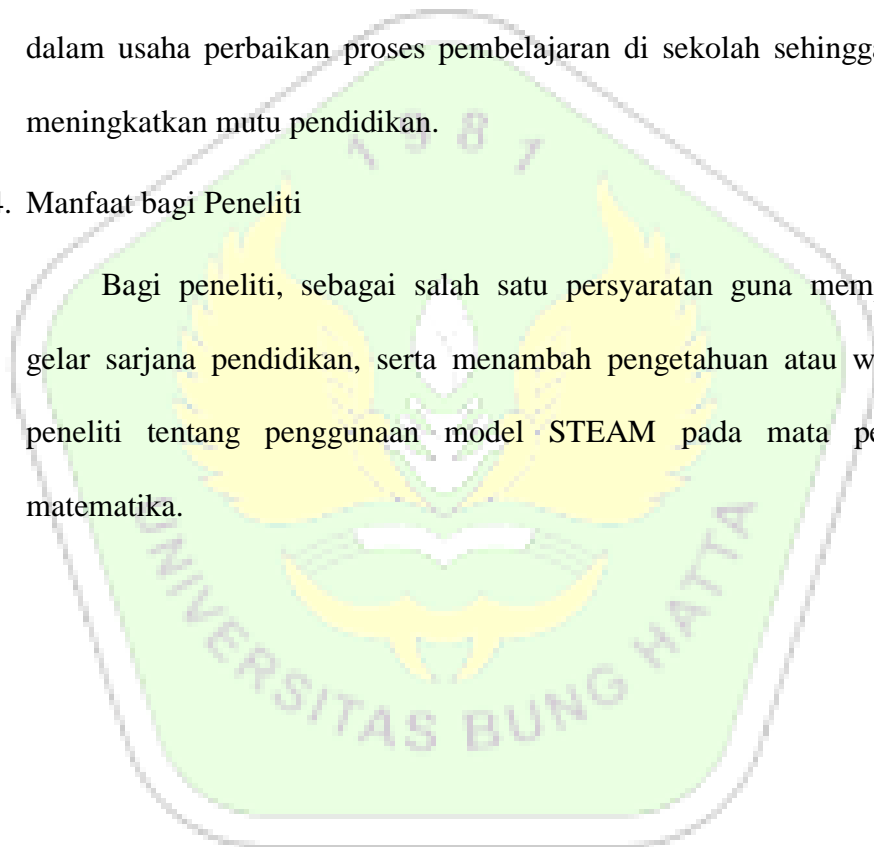 dalam usaha perbaikan proses pembelajaran di sekolah sehingga
meningkatkan mutu pendidikan.
1981
. Manfaat bagi Peneliti
Bagi peneliti, sebagai salah satu persyaratan guna
gelar sarjana pendidikan, serta menambah pengetahuan atau
peneliti tentang penggunaan model STEAM pada mata
matematika.
UNIVERSITAS BUNG HATTA